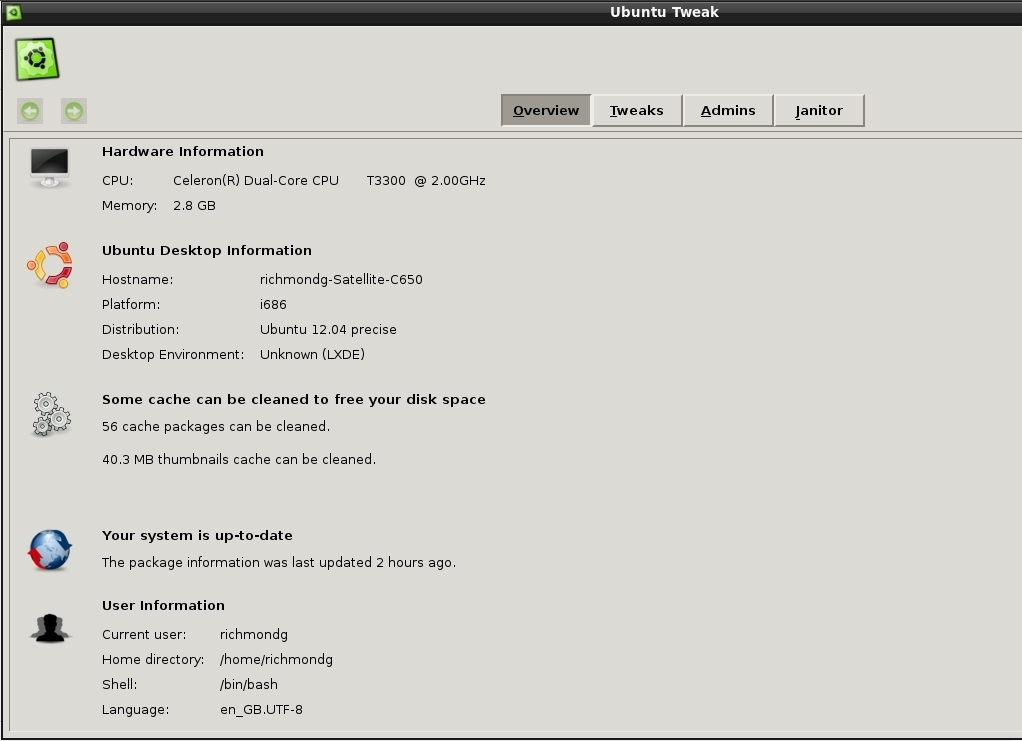 Ubuntu Tweak
Overview Tweaks Admins Janitor
Hardware Information
CPU: Celeron(R) Dual-Core CPU T3300 @ 2.00GHz
Memory: 2.8 GB
Ubuntu Desktop Information
Hostname: richmondg-Satellite-C650
Platform: i686
Distribution: Ubuntu 12.04 precise
Desktop Environment: Unknown (LXDE)
Some cache can be cleaned to free your disk space
56 cache packages can be cleaned.
40.3 MB thumbnails cache can be cleaned.
Your system is up-to-date
The package information was last updated 2 hours ago.
User Information
Current user: richmondg
Home directory: /home/richmondg
Shell: /bin/bash
Language: en_GB.UTF-8